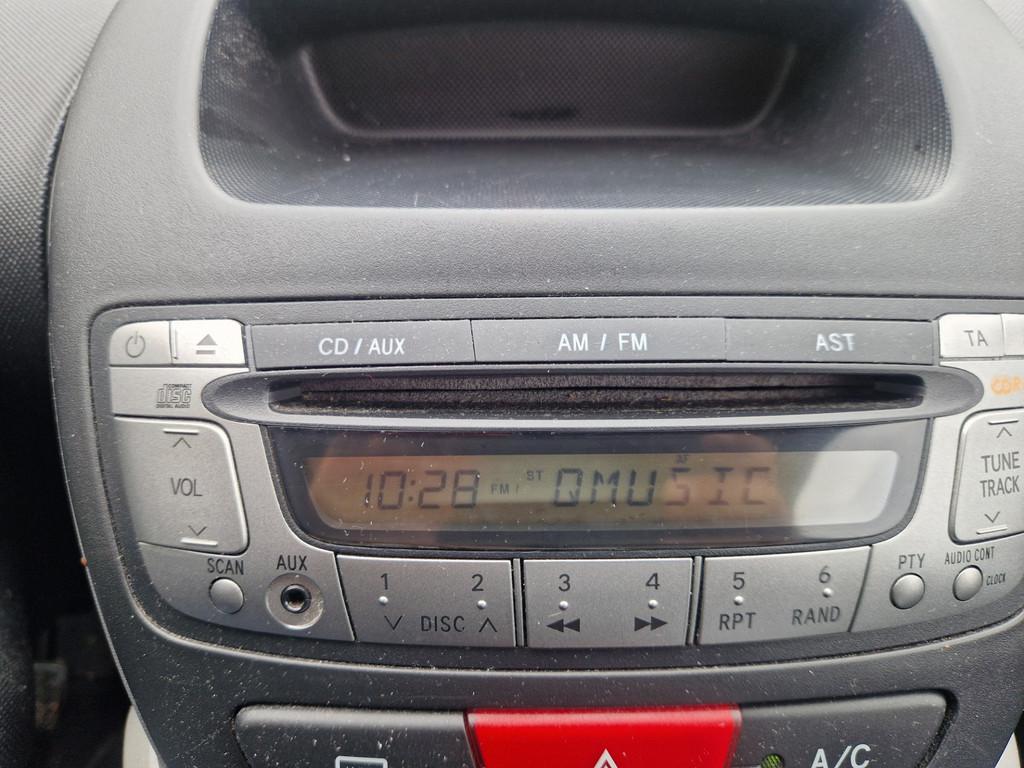 CD / AUX AM / FM AST TA
COMPACT
DISC
DIGITAL AUDIO
VOL
10:28 FM1 ST QMUSIC AF
TUNE
TRACK
SCAN AUX PTY AUDIO CONT
CLOCK
1 2 3 4 5 6
DISC RPT RAND
A/C